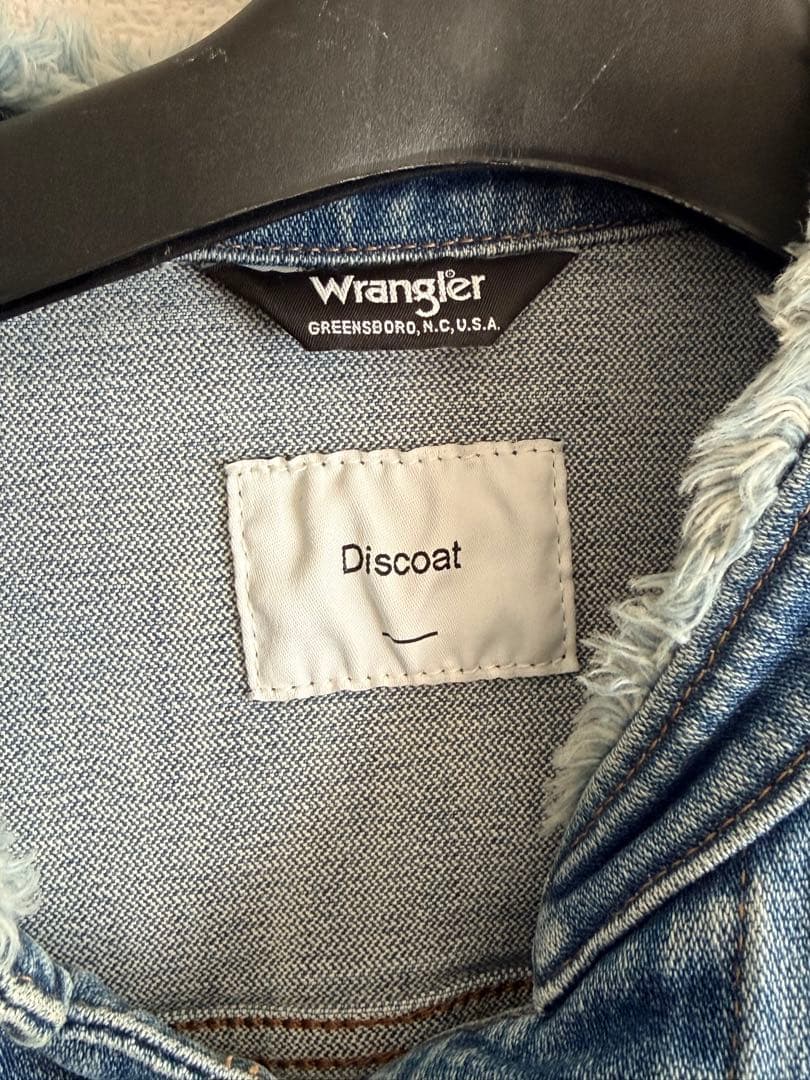 Wrangler®
GREENSBORO, N.C, U.S.A.
Discoat